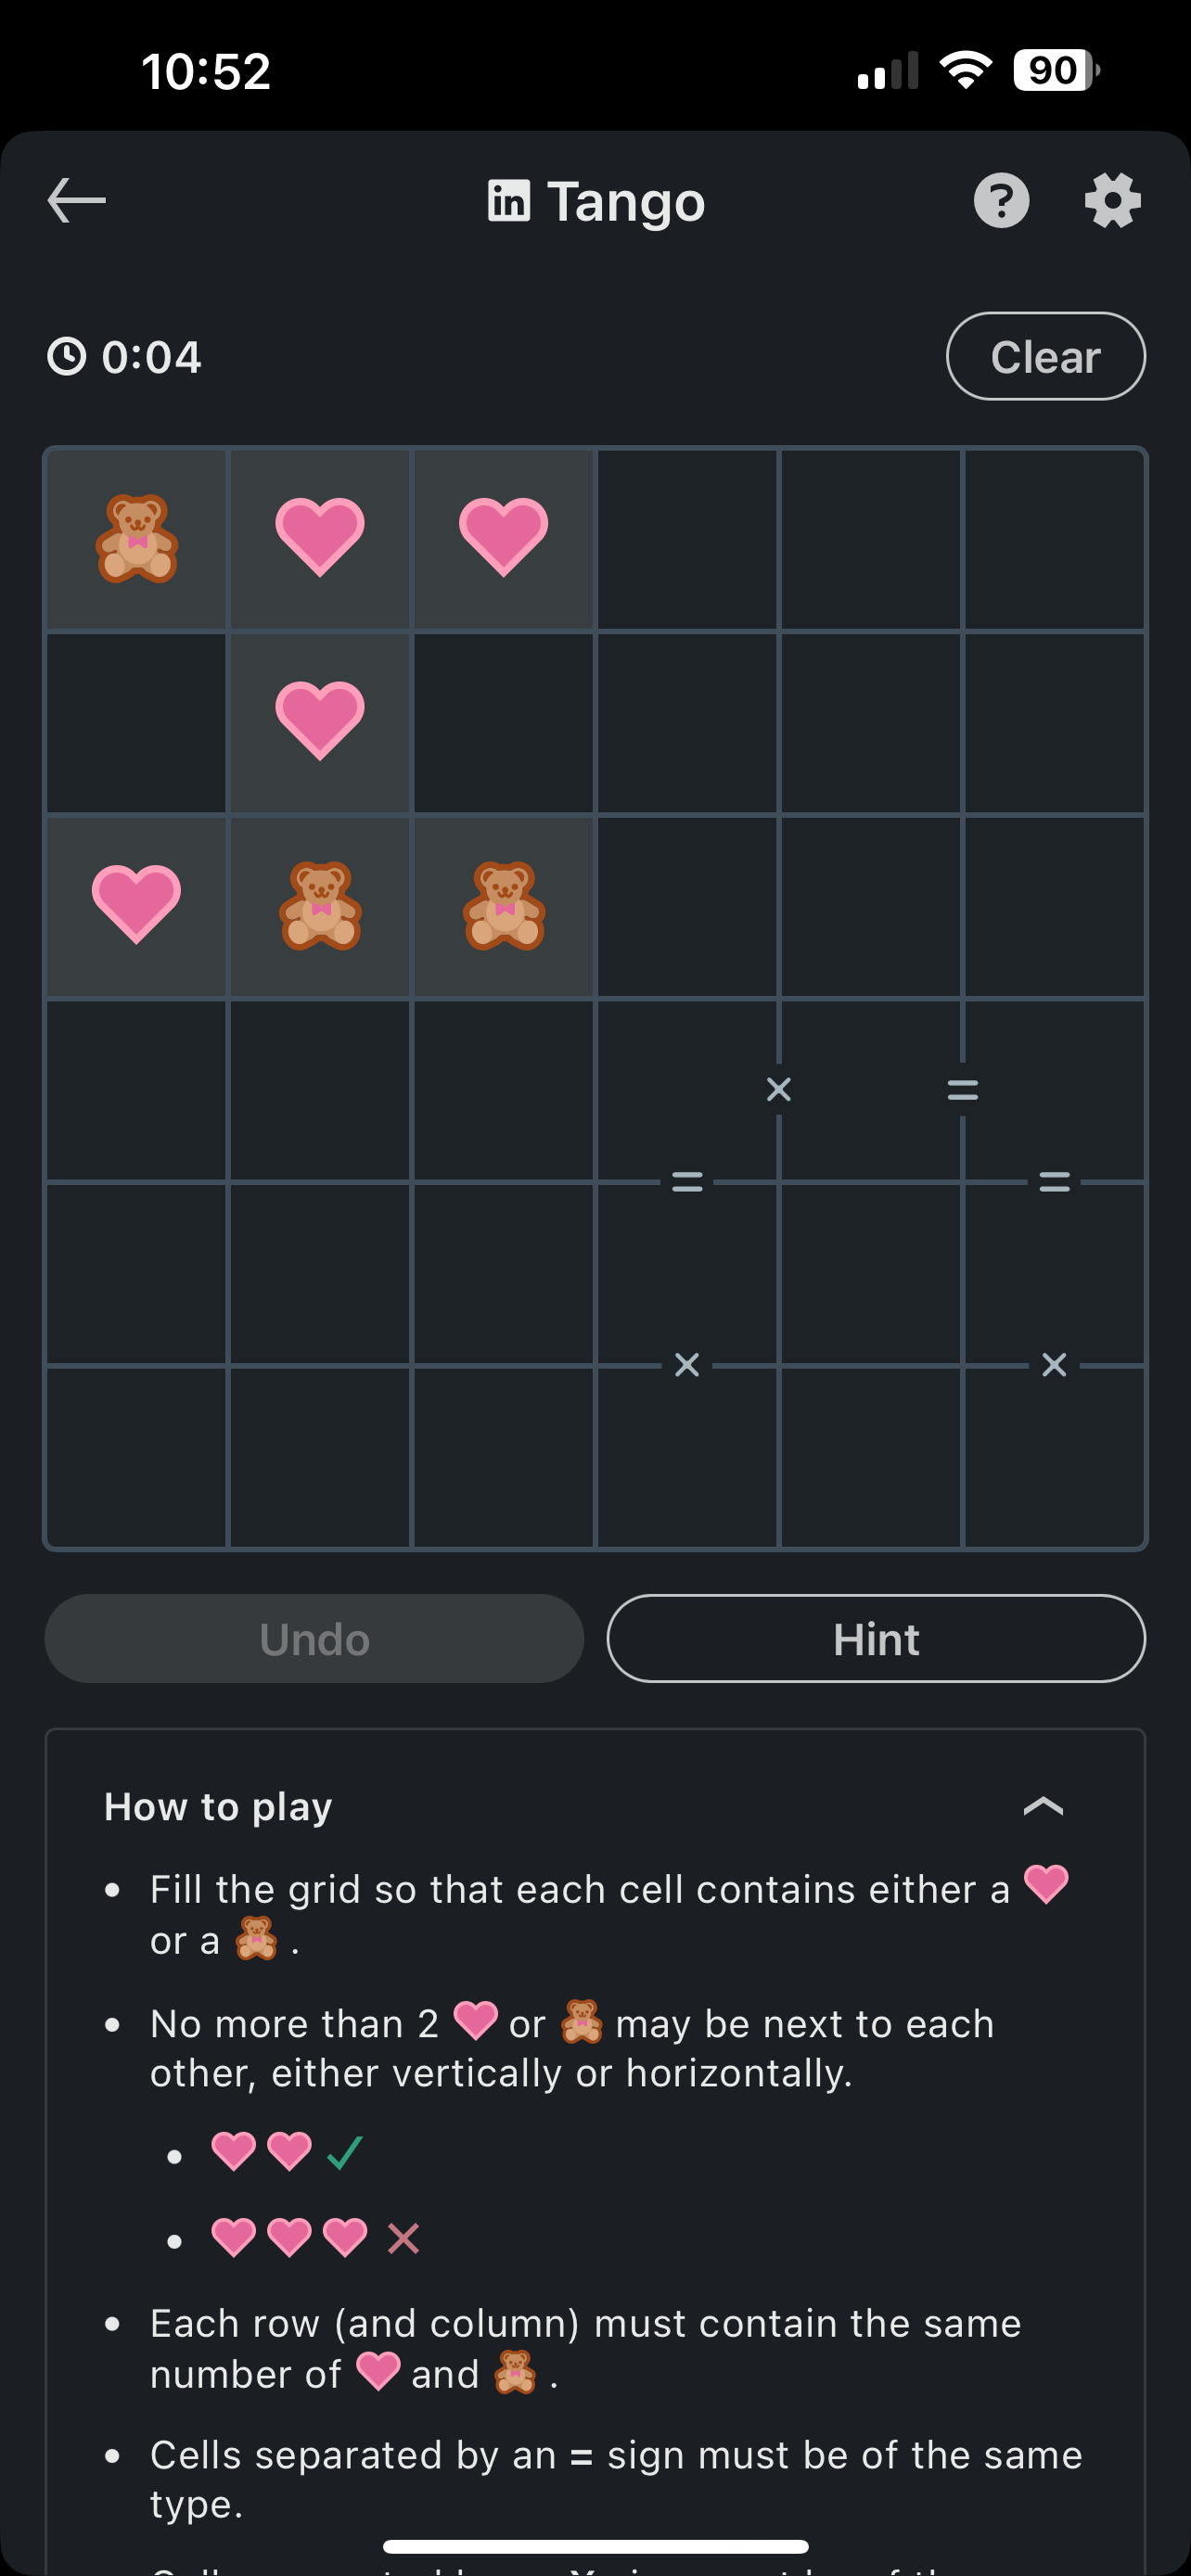 10:52
90
in Tango
?
0:04
Clear
×
=
=
=
×
×
Undo
Hint
How to play
Fill the grid so that each cell contains either a
or a .
No more than 2 or may be next to each
other, either vertically or horizontally.
Each row (and column) must contain the same
number of and .
Cells separated by an = sign must be of the same
type.